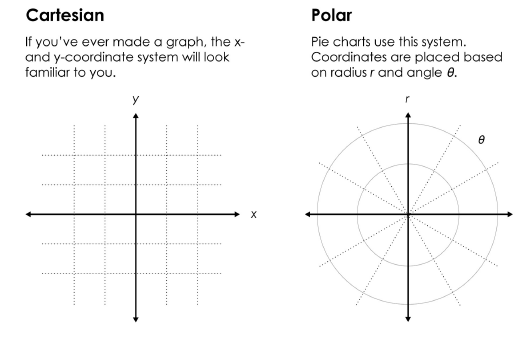 Cartesian
If you've ever made a graph, the x-
and y-coordinate system will look
familiar to you.
y
x
Polar
Pie charts use this system.
Coordinates are placed based
on radius r and angle θ.
r
θ